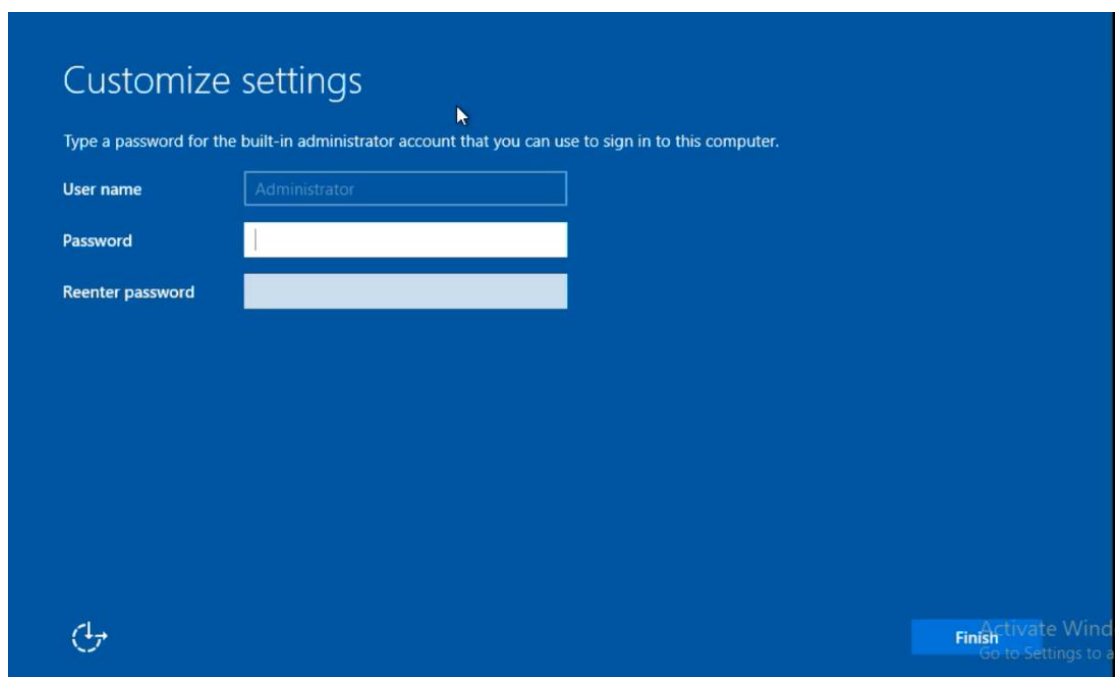 Customize settings
Type a password for the built-in administrator account that you can use to sign in to this computer.
User name
Administrator
Password
Reenter password
Finish
Activate Wind
Go to Settings to a